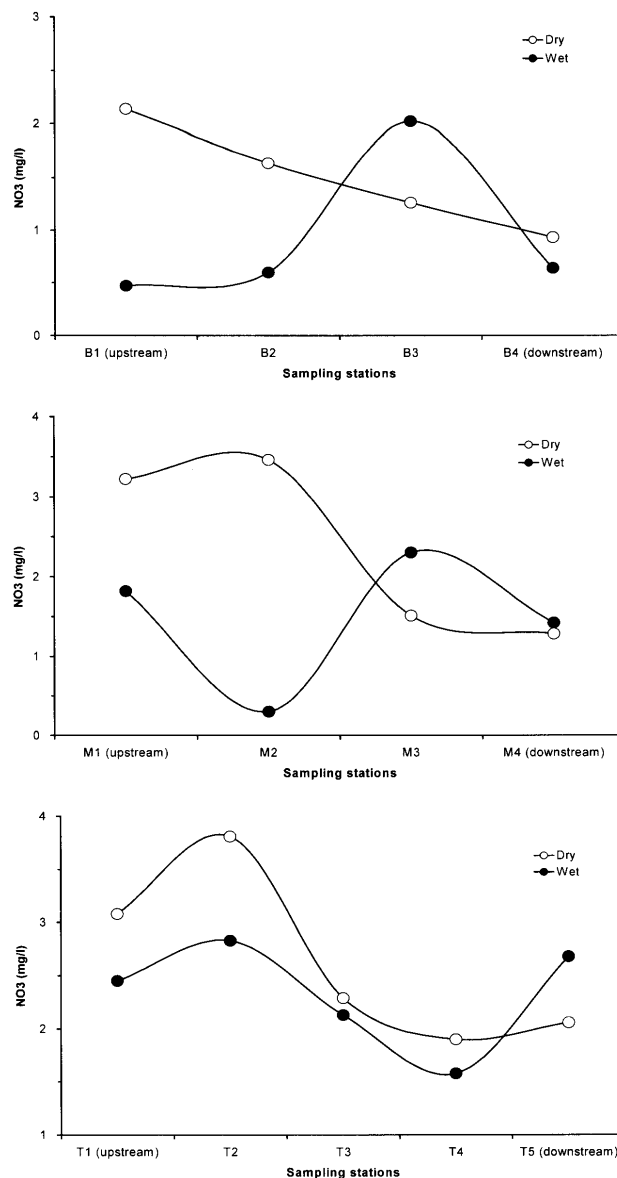 3
Dry
Wet
2
NO3 (mg/l)
1
0
B1 (upstream) B2 B3 B4 (downstream)
Sampling stations
4
Dry
Wet
3
NO3 (mg/l)
2
1
0
M1 (upstream) M2 M3 M4 (downstream)
Sampling stations
4
Dry
Wet
3
NO3 (mg/l)
2
1
T1 (upstream) T2 T3 T4 T5 (downstream)
Sampling stations